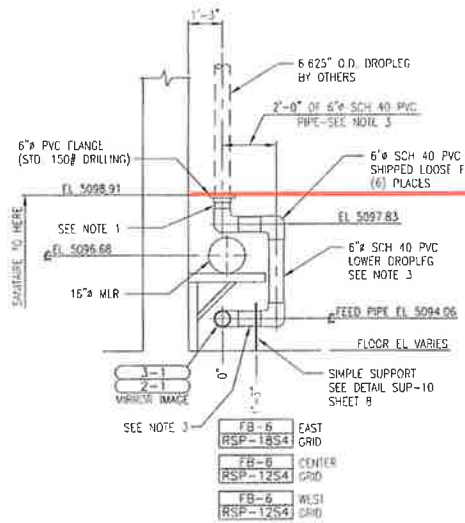 1'-3"
6.625" O.D. DROPLEG
BY OTHERS
2'-0" OF 6"ø SCH 40 PVC
PIPE-SEE NOTE 3
6"ø PVC FLANGE
(STD. 150# DRILLING)
6"ø SCH 40 PVC
SHIPPED LOOSE F
(6) PLACES
EL 5098.91
EL 5097.83
SEE NOTE 1
EL 5096.68
SANITAIRE TO HERE
6"ø SCH 40 PVC
LOWER DROPLEG
SEE NOTE 3
16"ø MLR
FEED PIPE EL 5094.06
FLOOR EL VARIES
3-1
2-1
MIRROR IMAGE
0"
SIMPLE SUPPORT
SEE DETAIL SUP-10
SHEET 8
SEE NOTE 3
FB-6 EAST
RSP-18S4 GRID
FB-6 CENTER
RSP-12S4 GRID
FB-6 WEST
RSP-12S4 GRID